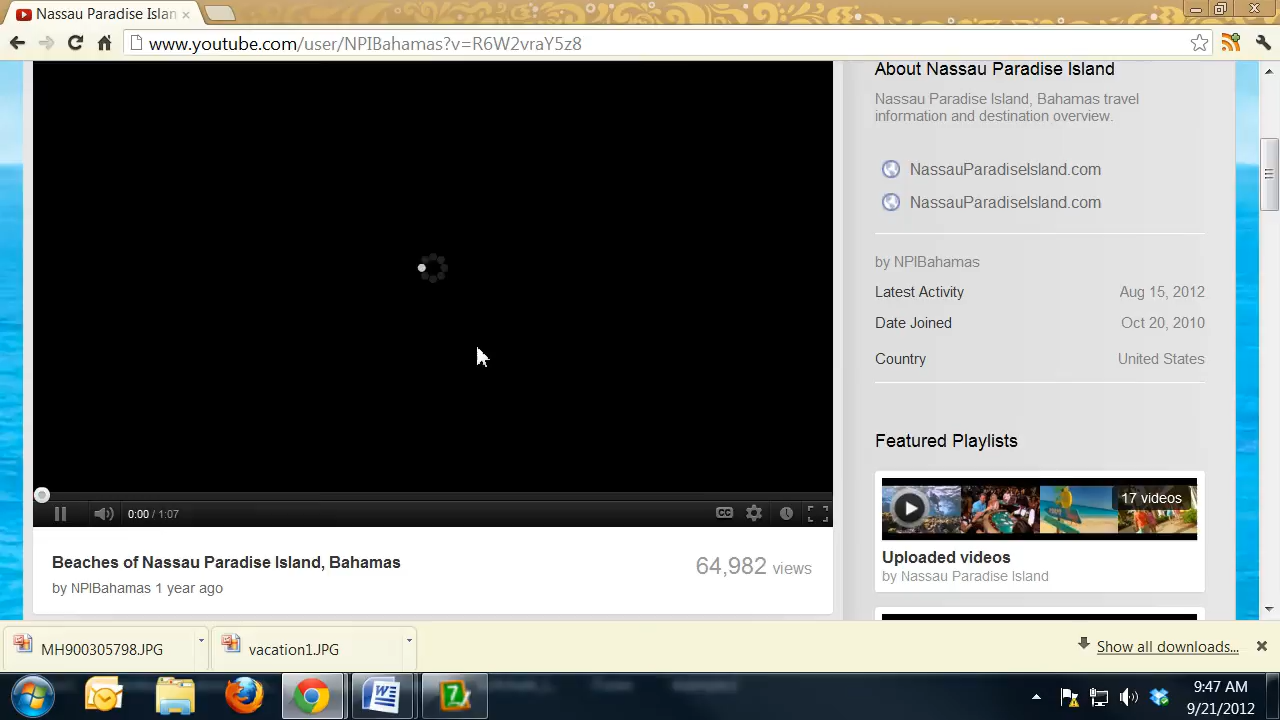 Nassau Paradise Islan
www.youtube.com/user/NPIBahamas?v=R6W2vraY5z8
About Nassau Paradise Island
Nassau Paradise Island, Bahamas travel
information and destination overview.
NassauParadiseIsland.com
NassauParadiseIsland.com
by NPIBahamas
Latest Activity Aug 15, 2012
Date Joined Oct 20, 2010
Country United States
Featured Playlists
17 videos
Uploaded videos
by Nassau Paradise Island
0:00 / 1:07
CC
Beaches of Nassau Paradise Island, Bahamas
64,982 views
by NPIBahamas 1 year ago
MH900305798.JPG
vacation1.JPG
Show all downloads...
9:47 AM
9/21/2012